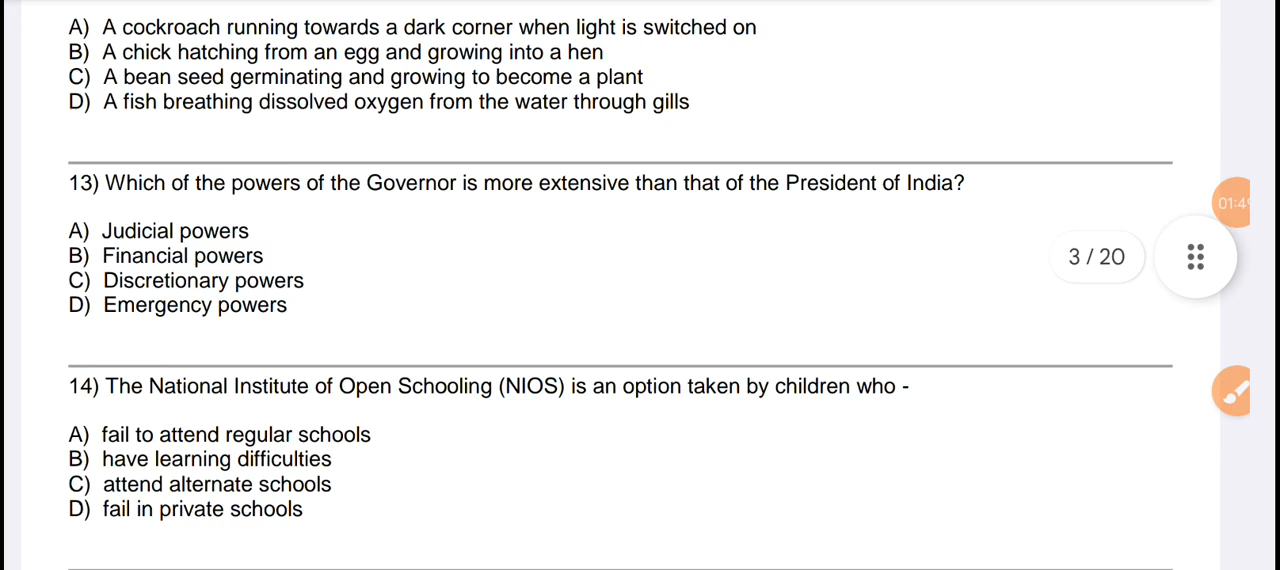 A) A cockroach running towards a dark corner when light is switched on
B) A chick hatching from an egg and growing into a hen
C) A bean seed germinating and growing to become a plant
D) A fish breathing dissolved oxygen from the water through gills
13) Which of the powers of the Governor is more extensive than that of the President of India?
A) Judicial powers
B) Financial powers
C) Discretionary powers
D) Emergency powers
01:4
3 / 20
14) The National Institute of Open Schooling (NIOS) is an option taken by children who -
A) fail to attend regular schools
B) have learning difficulties
C) attend alternate schools
D) fail in private schools